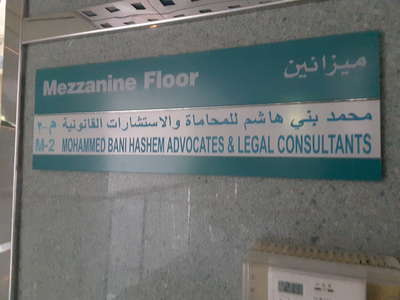 Mezzanine Floor ميزانين
محمد بني هاشم للمحاماة والاستشارات القانونية م-٢
M-2 MOHAMMED BANI HASHEM ADVOCATES & LEGAL CONSULTANTS